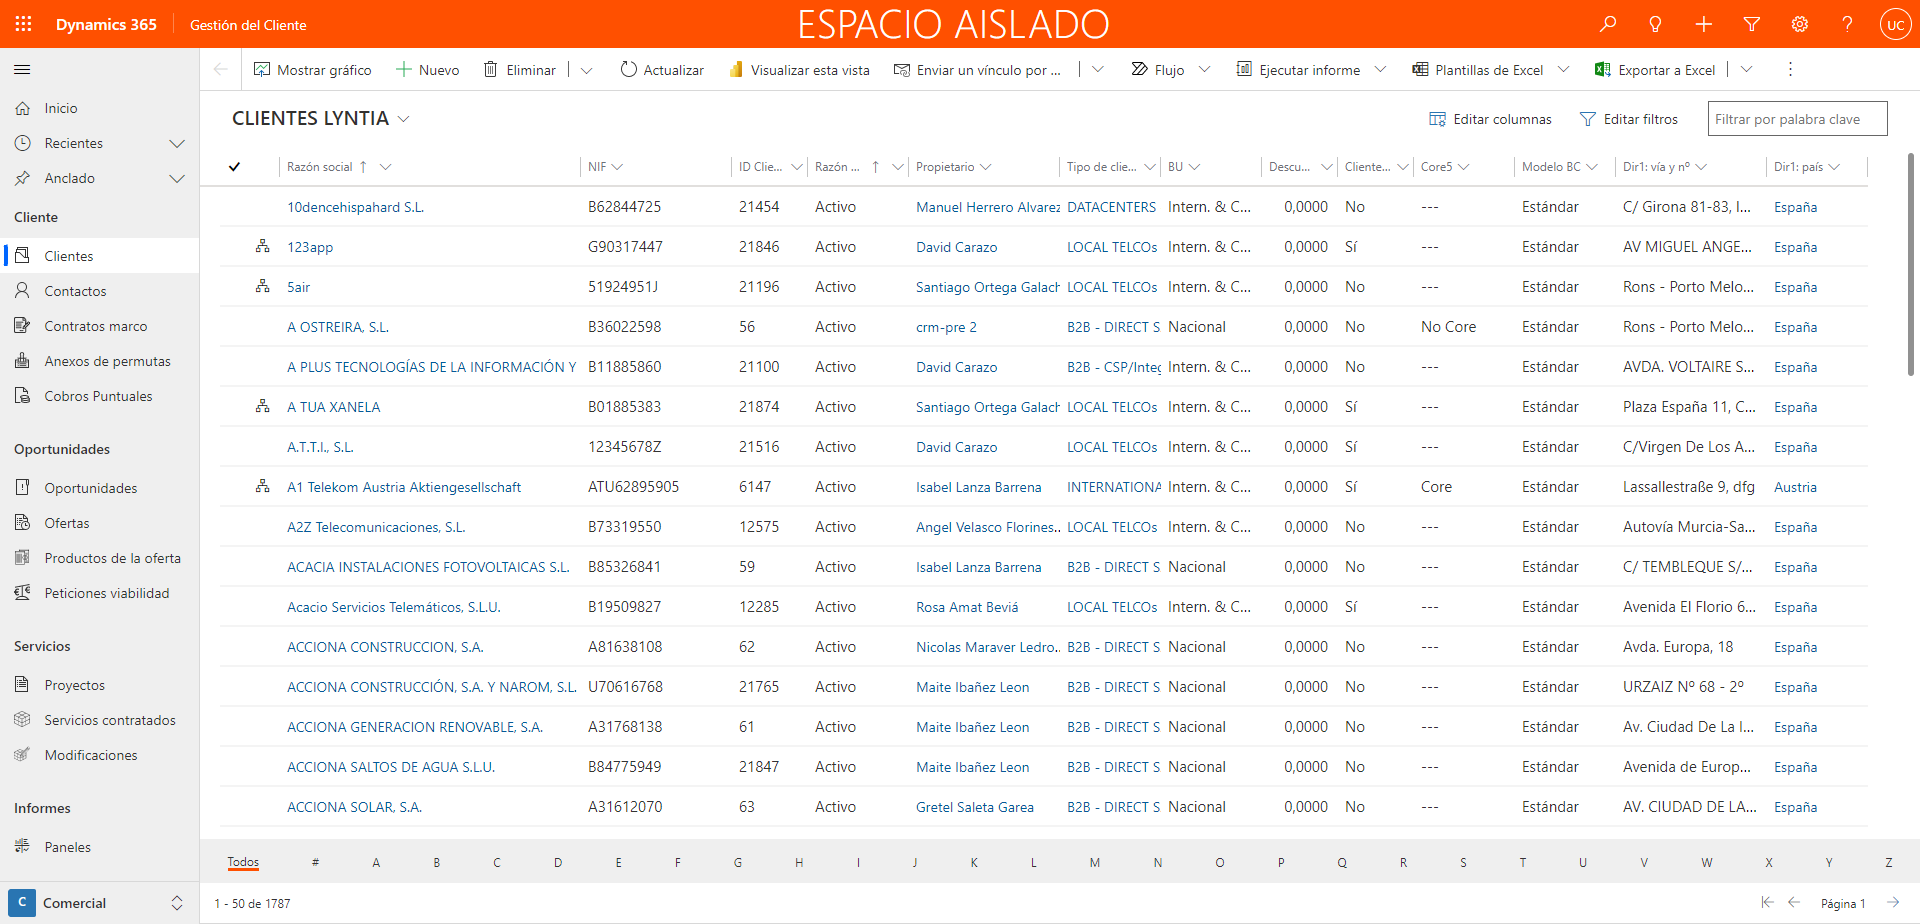 Dynamics 365
Gestión del Cliente
ESPACIO AISLADO
UC
Mostrar gráfico
Nuevo
Eliminar
Actualizar
Visualizar esta vista
Enviar un vínculo por ...
Flujo
Ejecutar informe
Plantillas de Excel
Exportar a Excel
Inicio
Recientes
Anclado
Cliente
Clientes
Contactos
Contratos marco
Anexos de permutas
Cobros Puntuales
Oportunidades
Oportunidades
Ofertas
Productos de la oferta
Peticiones viabilidad
Servicios
Proyectos
Servicios contratados
Modificaciones
Informes
Paneles
C Comercial
CLIENTES LYNTIA
Editar columnas
Editar filtros
Filtrar por palabra clave
Razón social NIF ID Clie... Razón ... Propietario Tipo de clie... BU Descu... Cliente... Core5 Modelo BC Dir1: vía y nº Dir1: país
10dencehispahard S.L. B62844725 21454 Activo Manuel Herrero Alvarez DATACENTERS Intern. & C... 0,0000 No --- Estándar C/ Girona 81-83, I... España
123app G90317447 21846 Activo David Carazo LOCAL TELCOs Intern. & C... 0,0000 Sí --- Estándar AV MIGUEL ANGE... España
5air 51924951J 21196 Activo Santiago Ortega Galach LOCAL TELCOs Intern. & C... 0,0000 No --- Estándar Rons - Porto Melo... España
A OSTREIRA, S.L. B36022598 56 Activo crm-pre 2 B2B - DIRECT S Nacional 0,0000 No No Core Estándar Rons - Porto Melo... España
A PLUS TECNOLOGÍAS DE LA INFORMACIÓN Y B11885860 21100 Activo David Carazo B2B - CSP/Integ Intern. & C... 0,0000 No --- Estándar AVDA. VOLTAIRE S... España
A TUA XANELA B01885383 21874 Activo Santiago Ortega Galach LOCAL TELCOs Intern. & C... 0,0000 Sí --- Estándar Plaza España 11, C... España
A.T.T.I., S.L. 12345678Z 21516 Activo David Carazo LOCAL TELCOs Intern. & C... 0,0000 Sí --- Estándar C/Virgen De Los A... España
A1 Telekom Austria Aktiengesellschaft ATU62895905 6147 Activo Isabel Lanza Barrena INTERNATIONA Intern. & C... 0,0000 Sí Core Estándar Lassallestraße 9, dfg Austria
A2Z Telecomunicaciones, S.L. B73319550 12575 Activo Angel Velasco Florines... LOCAL TELCOs Intern. & C... 0,0000 No --- Estándar Autovía Murcia-Sa... España
ACACIA INSTALACIONES FOTOVOLTAICAS S.L. B85326841 59 Activo Isabel Lanza Barrena B2B - DIRECT S Nacional 0,0000 No --- Estándar C/ TEMBLEQUE S/... España
Acacio Servicios Telemáticos, S.L.U. B19509827 12285 Activo Rosa Amat Beviá LOCAL TELCOs Intern. & C... 0,0000 Sí --- Estándar Avenida El Florio 6... España
ACCIONA CONSTRUCCION, S.A. A81638108 62 Activo Nicolas Maraver Ledro... B2B - DIRECT S Nacional 0,0000 No --- Estándar Avda. Europa, 18 España
ACCIONA CONSTRUCCIÓN, S.A. Y NAROM, S.L. U70616768 21765 Activo Maite Ibañez Leon B2B - DIRECT S Nacional 0,0000 No --- Estándar URZAIZ Nº 68 - 2º España
ACCIONA GENERACION RENOVABLE, S.A. A31768138 61 Activo Maite Ibañez Leon B2B - DIRECT S Nacional 0,0000 No --- Estándar Av. Ciudad De La I... España
ACCIONA SALTOS DE AGUA S.L.U. B84775949 21847 Activo Maite Ibañez Leon B2B - DIRECT S Nacional 0,0000 No --- Estándar Avenida de Europ... España
ACCIONA SOLAR, S.A. A31612070 63 Activo Gretel Saleta Garea B2B - DIRECT S Nacional 0,0000 No --- Estándar AV. CIUDAD DE LA... España
Todos # A B C D E F G H I J K L M N O P Q R S T U V W X Y Z
1 - 50 de 1787
Página 1